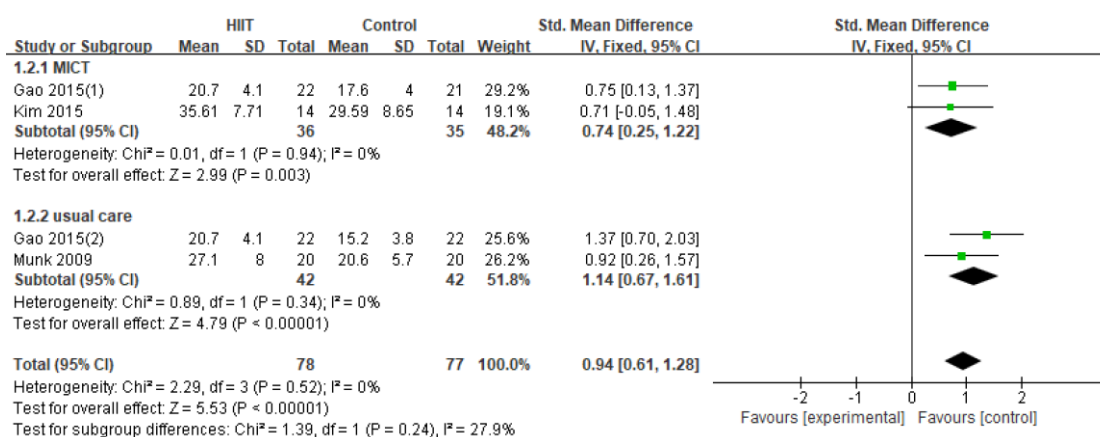 HIIT Control Std. Mean Difference Std. Mean Difference
Study or Subgroup Mean SD Total Mean SD Total Weight IV, Fixed, 95% CI IV, Fixed, 95% CI
1.2.1 MICT
Gao 2015(1) 20.7 4.1 22 17.6 4 21 29.2% 0.75 [0.13, 1.37]
Kim 2015 35.61 7.71 14 29.59 8.65 14 19.1% 0.71 [-0.05, 1.48]
Subtotal (95% CI) 36 35 48.2% 0.74 [0.25, 1.22]
Heterogeneity: Chi² = 0.01, df = 1 (P = 0.94); I² = 0%
Test for overall effect: Z = 2.99 (P = 0.003)
1.2.2 usual care
Gao 2015(2) 20.7 4.1 22 15.2 3.8 22 25.6% 1.37 [0.70, 2.03]
Munk 2009 27.1 8 20 20.6 5.7 20 26.2% 0.92 [0.26, 1.57]
Subtotal (95% CI) 42 42 51.8% 1.14 [0.67, 1.61]
Heterogeneity: Chi² = 0.89, df = 1 (P = 0.34); I² = 0%
Test for overall effect: Z = 4.79 (P < 0.00001)
Total (95% CI) 78 77 100.0% 0.94 [0.61, 1.28]
Heterogeneity: Chi² = 2.29, df = 3 (P = 0.52); I² = 0%
Test for overall effect: Z = 5.53 (P < 0.00001)
Test for subgroup differences: Chi² = 1.39, df = 1 (P = 0.24), I² = 27.9%
-2 -1 0 1 2
Favours [experimental] Favours [control]